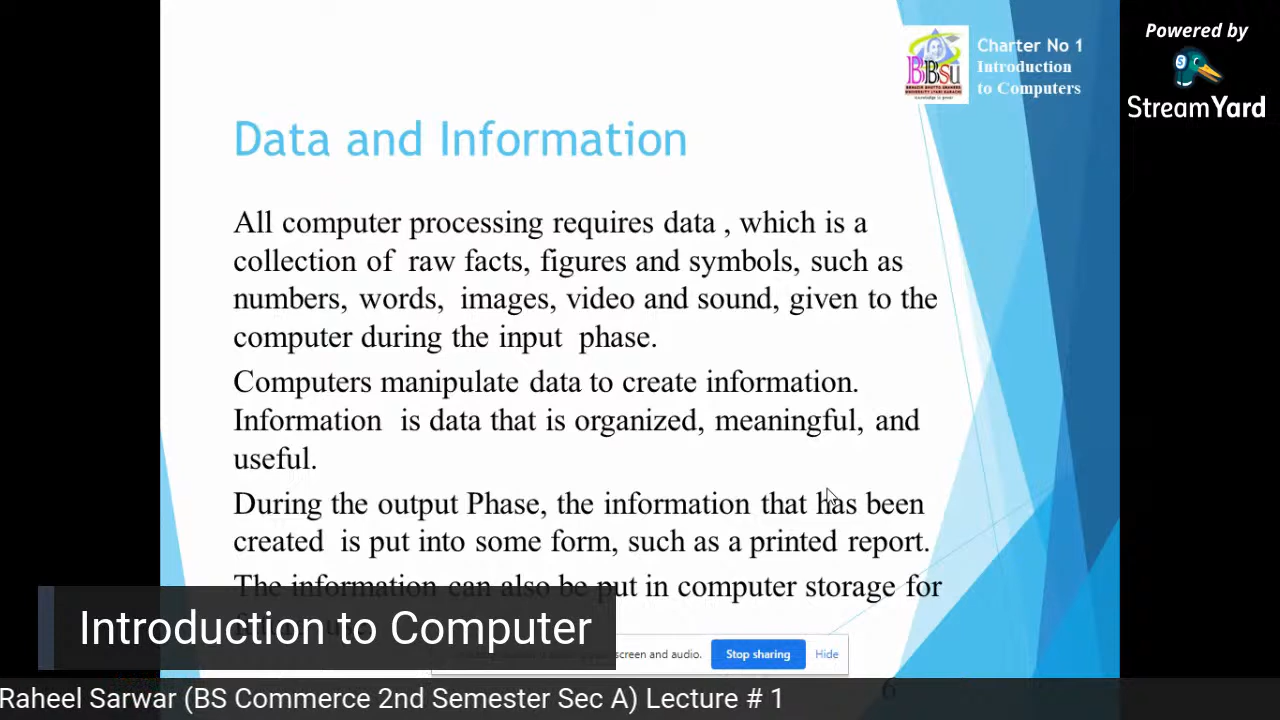 Powered by
StreamYard
BBSU
Charter No 1
Introduction
to Computers
Data and Information
All computer processing requires data , which is a
collection of raw facts, figures and symbols, such as
numbers, words, images, video and sound, given to the
computer during the input phase.
Computers manipulate data to create information.
Information is data that is organized, meaningful, and
useful.
During the output Phase, the information that has been
created is put into some form, such as a printed report.
The information can also be put in computer storage for
Introduction to Computer
screen and audio.
Stop sharing
Hide
6
Raheel Sarwar (BS Commerce 2nd Semester Sec A) Lecture # 1